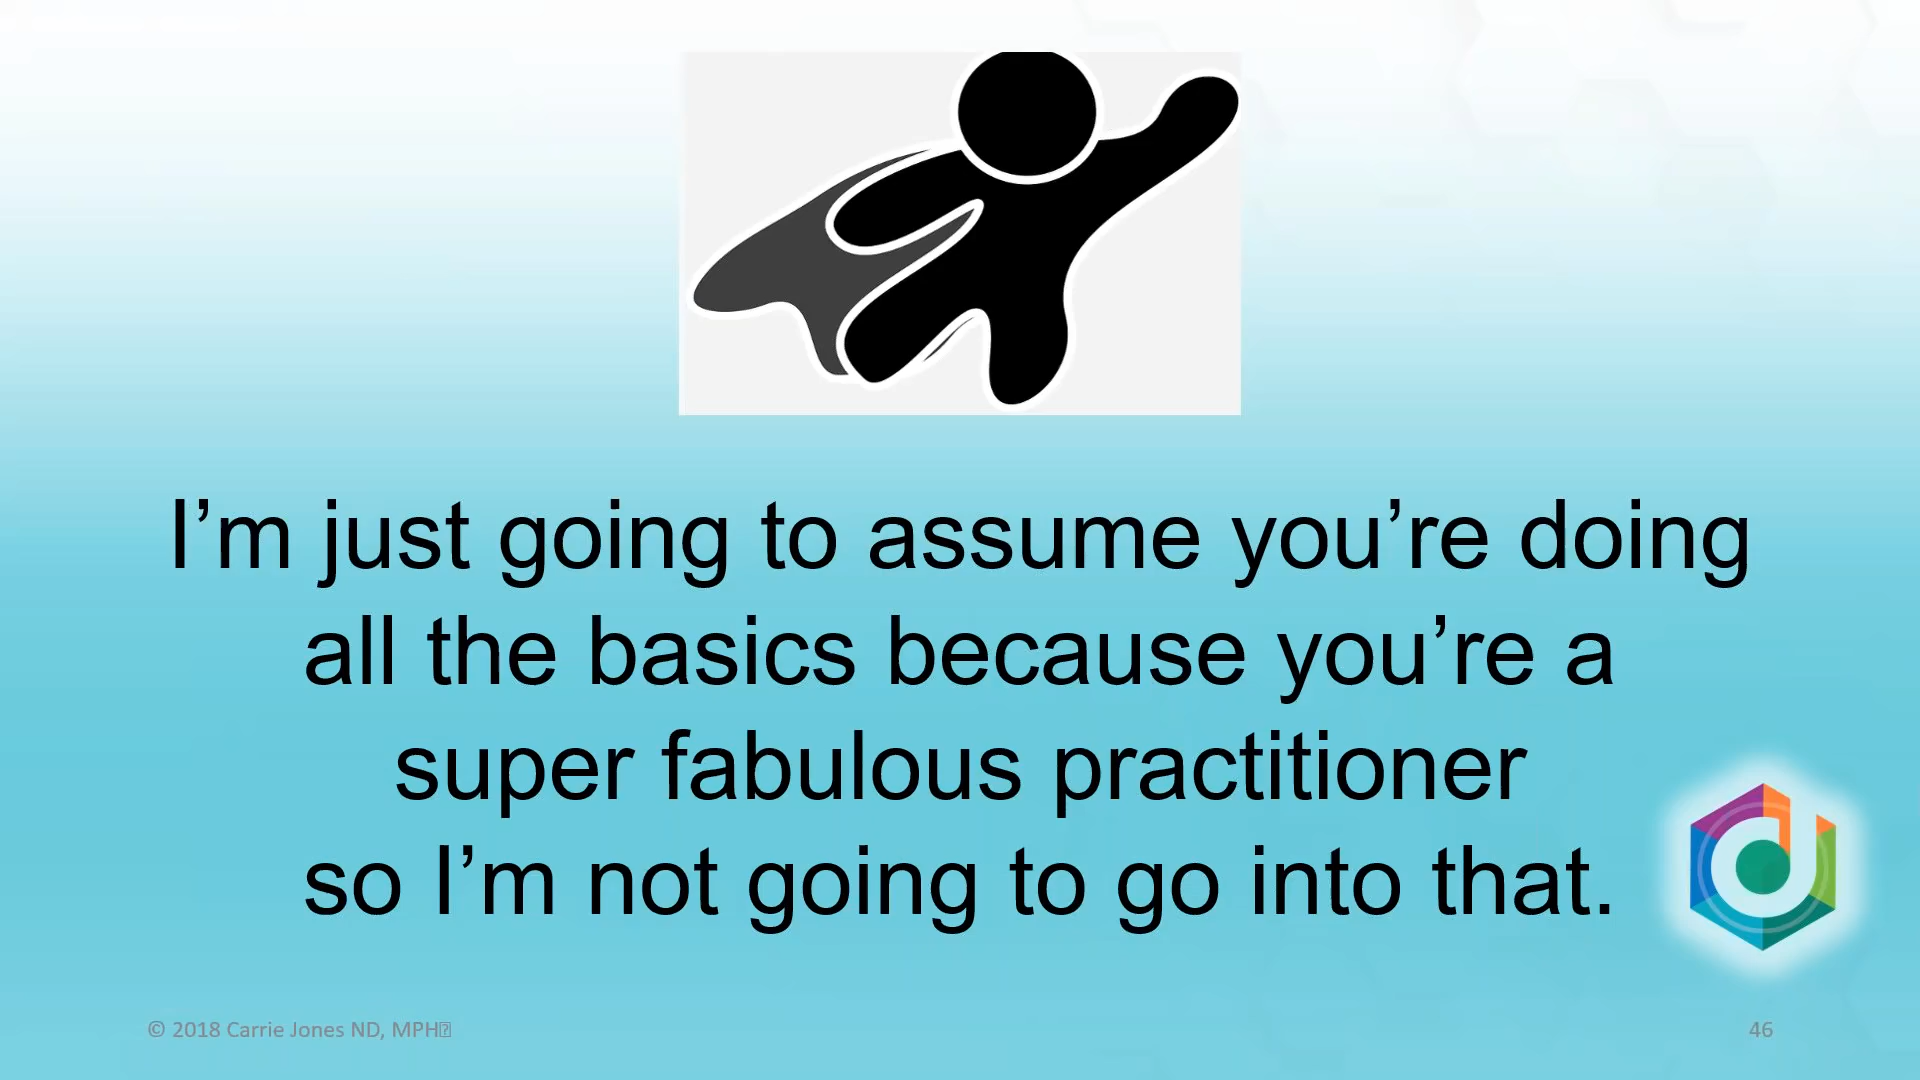 I’m just going to assume you’re doing
all the basics because you’re a
super fabulous practitioner
so I’m not going to go into that.
© 2018 Carrie Jones ND, MPH
46